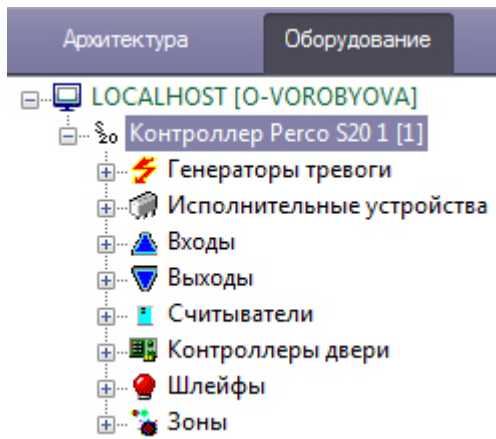 Архитектура Оборудование
LOCALHOST [O-VOROBYOVA]
S20 Контроллер Perco S20 1 [1]
Генераторы тревоги
Исполнительные устройства
Входы
Выходы
Считыватели
Контроллеры двери
Шлейфы
Зоны